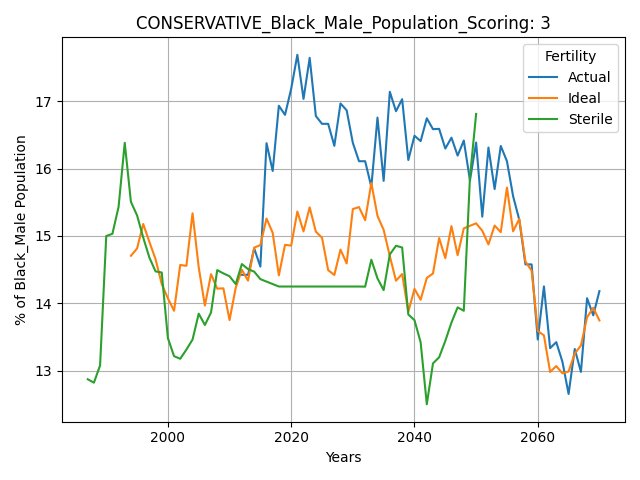 CONSERVATIVE_Black_Male_Population_Scoring: 3
Fertility
Actual
Ideal
Sterile
% of Black_Male Population
17
16
15
14
13
2000
2020
2040
2060
Years